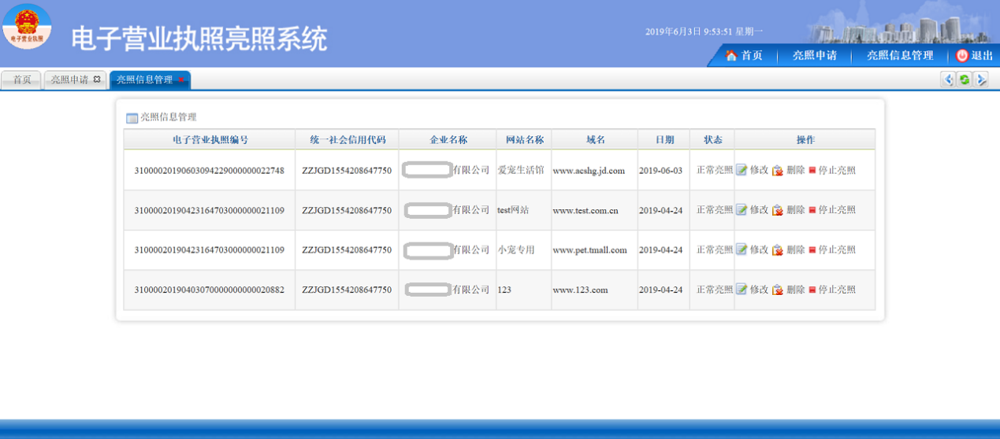 电子营业执照
电子营业执照亮照系统
2019年6月3日 9:53:51 星期一
首页 亮照申请 亮照信息管理 退出
首页 亮照申请 亮照信息管理
亮照信息管理
电子营业执照编号 统一社会信用代码 企业名称 网站名称 域名 日期 状态 操作
310000201906030942290000000022748 ZZJGD1554208647750 有限公司 爱宠生活馆 www.acshg.jd.com 2019-06-03 正常亮照 修改 删除 停止亮照
310000201904231647030000000021109 ZZJGD1554208647750 有限公司 test网站 www.test.com.cn 2019-04-24 正常亮照 修改 删除 停止亮照
310000201904231647030000000021109 ZZJGD1554208647750 有限公司 小宠专用 www.pet.tmall.com 2019-04-24 正常亮照 修改 删除 停止亮照
310000201904030700000000000020882 ZZJGD1554208647750 有限公司 123 www.123.com 2019-04-24 正常亮照 修改 删除 停止亮照